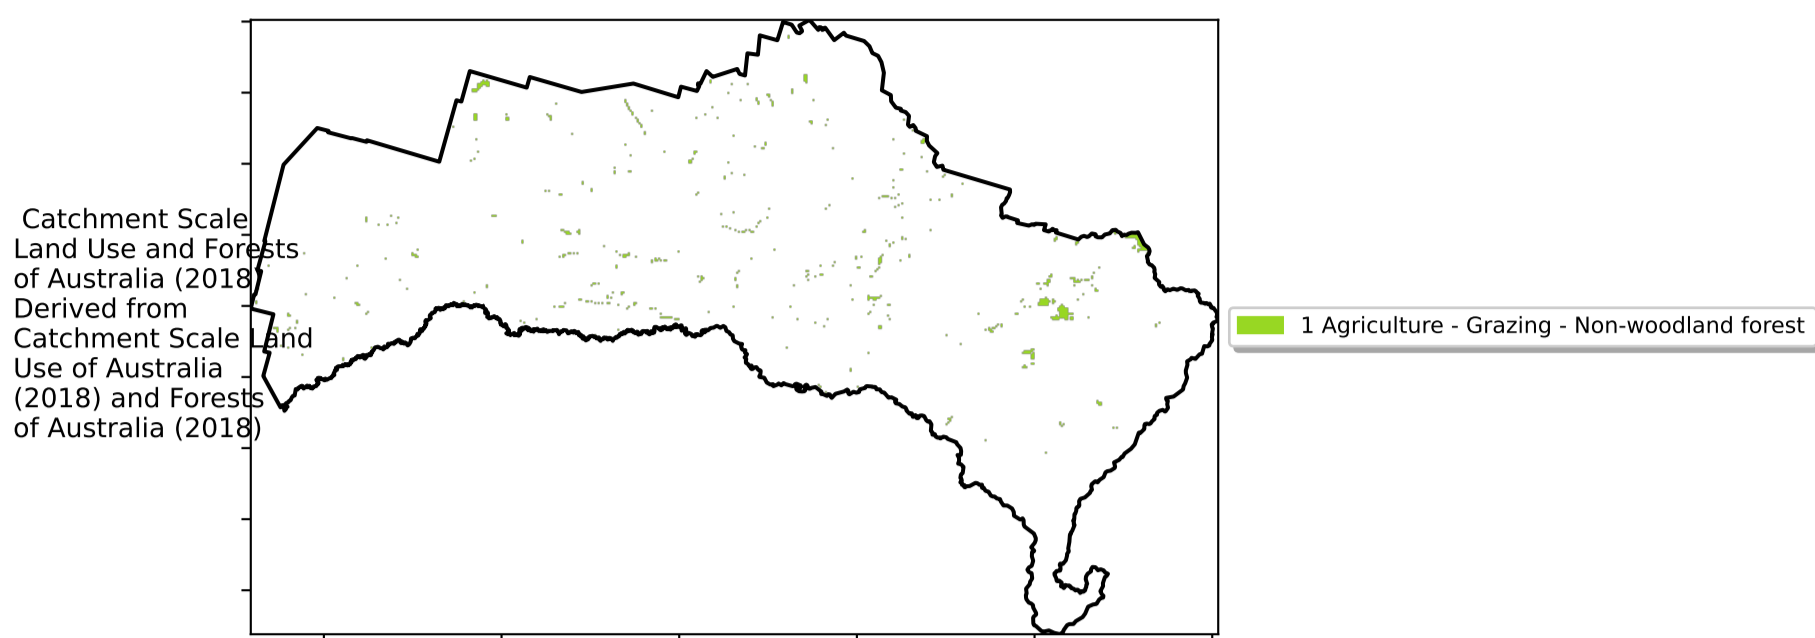 Catchment Scale
Land Use and Forests
of Australia (2018)
Derived from
Catchment Scale Land
Use of Australia
(2018) and Forests
of Australia (2018)
1 Agriculture - Grazing - Non-woodland forest